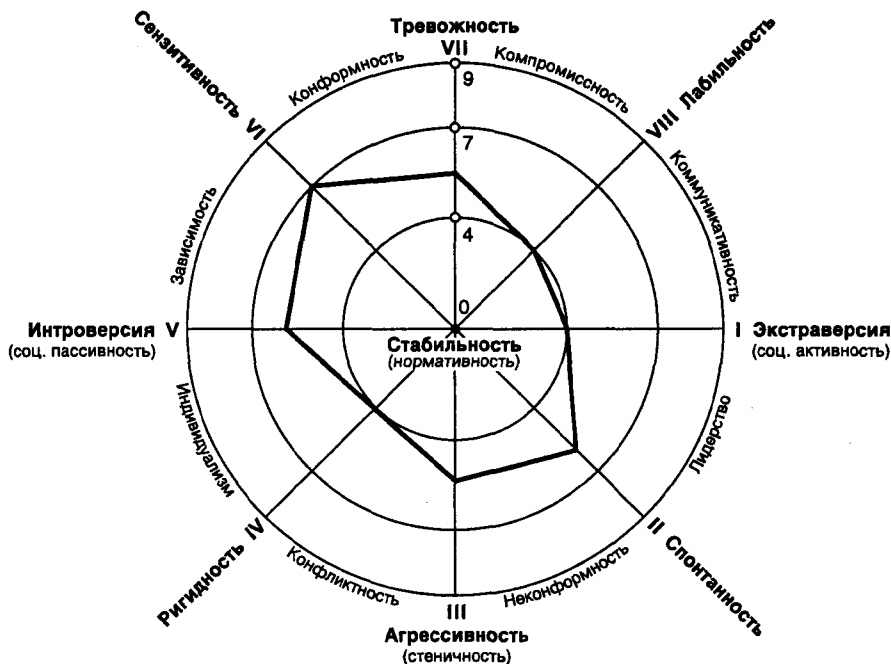 Тревожность
VII
Сензитивность VI
VIII Лабильность
Конформность
Компромиссность
9
7
4
0
Зависимость
Коммуникативность
Интроверсия V
(соц. пассивность)
Стабильность
(нормативность)
I Экстраверсия
(соц. активность)
Индивидуализм
Лидерство
Ригидность IV
II Спонтанность
Конфликтность
Неконформность
III
Агрессивность
(стеничность)